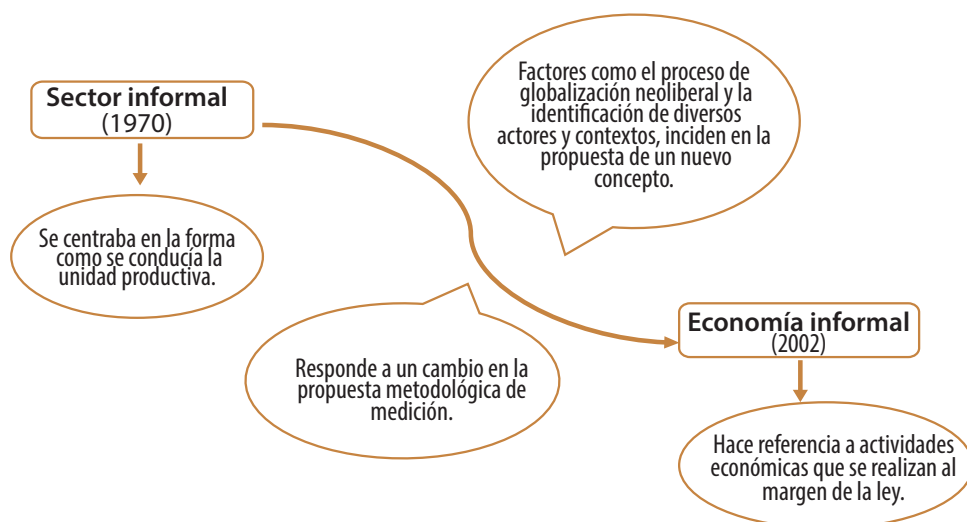 Sector informal
(1970)
Se centraba en la forma
como se conducía la
unidad productiva.
Factores como el proceso de
globalización neoliberal y la
identificación de diversos
actores y contextos, inciden en la
propuesta de un nuevo
concepto.
Responde a un cambio en la
propuesta metodológica de
medición.
Economía informal
(2002)
Hace referencia a actividades
económicas que se realizan al
margen de la ley.